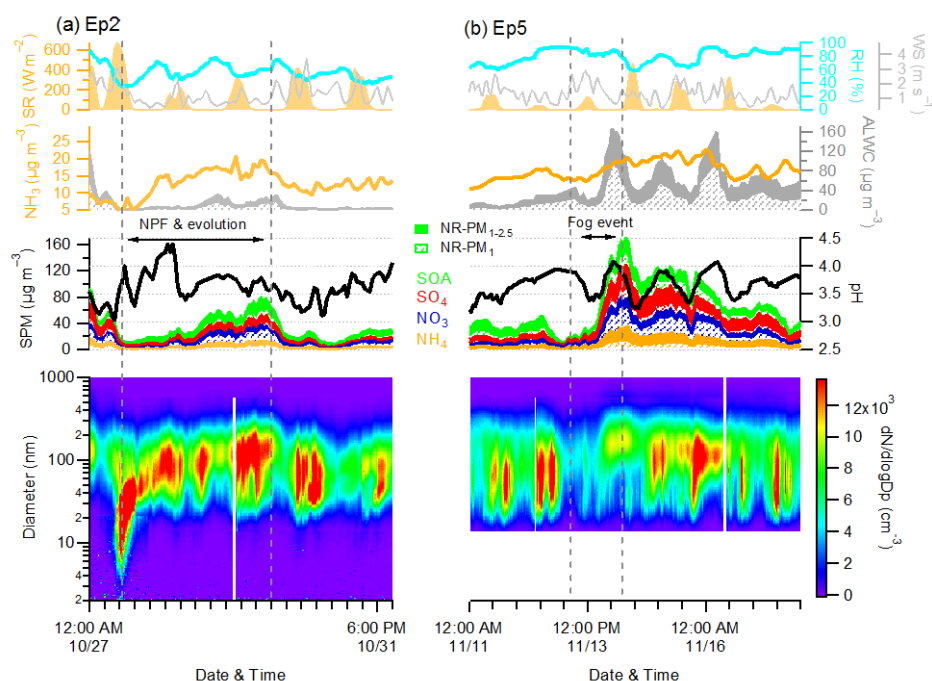 (a) Ep2
(b) Ep5
SR (W m⁻²)
600
400
200
0
100
80
60
40
20
0
RH (%)
4
3
2
1
WS (m s⁻¹)
NH₃ (µg m⁻³)
25
20
15
10
5
160
120
80
40
0
ALWC (µg m⁻³)
NPF & evolution
Fog event
NR-PM₁₋₂.₅
NR-PM₁
SOA
SO₄
NO₃
NH₄
SPM (µg m⁻³)
160
120
80
40
0
4.5
4.0
3.5
3.0
2.5
pH
Diameter (nm)
1000
4
2
100
4
2
10
4
2
12x10³
10
8
6
4
2
0
dN/dlogDp (cm⁻³)
12:00 AM
10/27
6:00 PM
10/31
12:00 AM
11/11
12:00 PM
11/13
12:00 AM
11/16
Date & Time
Date & Time